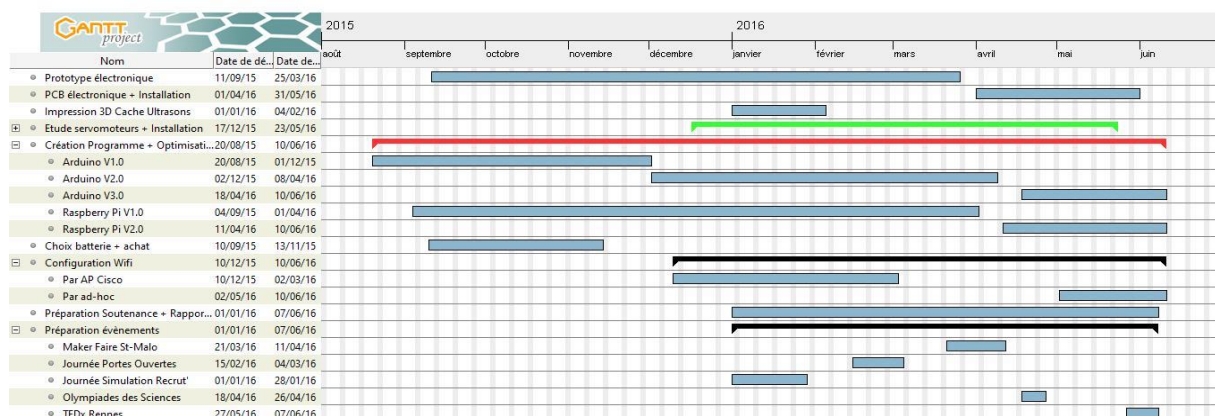 GANTT project
2015 2016
Nom Date de dé... Date de...
août septembre octobre novembre décembre janvier février mars avril mai juin
Prototype électronique 11/09/15 25/03/16
PCB électronique + Installation 01/04/16 31/05/16
Impression 3D Cache Ultrasons 01/01/16 04/02/16
Etude servomoteurs + Installation 17/12/15 23/05/16
Création Programme + Optimisati... 20/08/15 10/06/16
Arduino V1.0 20/08/15 01/12/15
Arduino V2.0 02/12/15 08/04/16
Arduino V3.0 18/04/16 10/06/16
Raspberry Pi V1.0 04/09/15 01/04/16
Raspberry Pi V2.0 11/04/16 10/06/16
Choix batterie + achat 10/09/15 13/11/15
Configuration Wifi 10/12/15 10/06/16
Par AP Cisco 10/12/15 02/03/16
Par ad-hoc 02/05/16 10/06/16
Préparation Soutenance + Rappor... 01/01/16 07/06/16
Préparation évènements 01/01/16 07/06/16
Maker Faire St-Malo 21/03/16 11/04/16
Journée Portes Ouvertes 15/02/16 04/03/16
Journée Simulation Recrut' 01/01/16 28/01/16
Olympiades des Sciences 18/04/16 26/04/16
TEDx Rennes 27/05/16 07/06/16